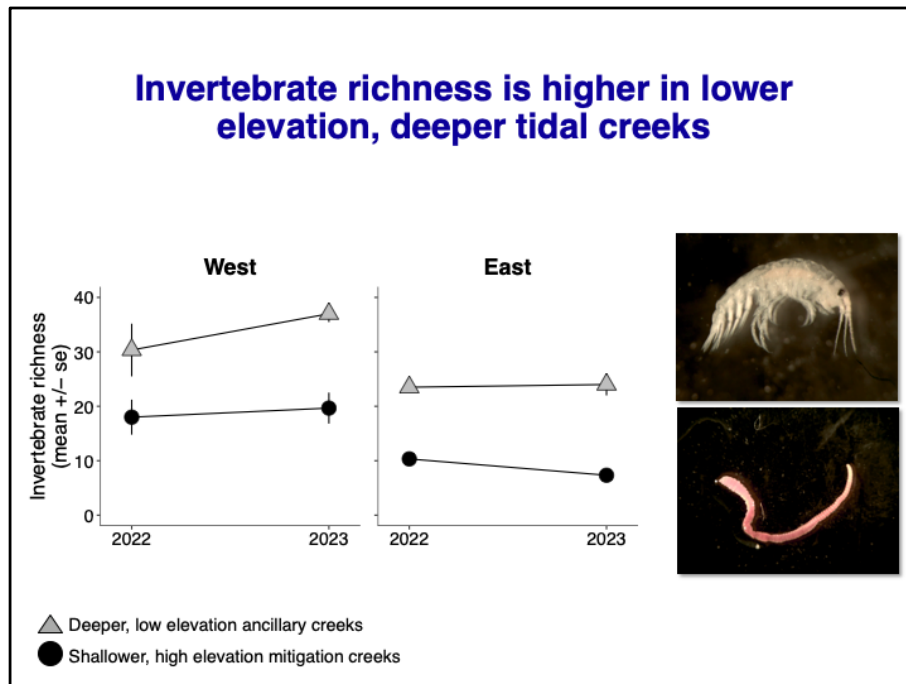 Invertebrate richness is higher in lower
elevation, deeper tidal creeks
West
East
Invertebrate richness
(mean +/− se)
40
30
20
10
0
2022
2023
2022
2023
Deeper, low elevation ancillary creeks
Shallower, high elevation mitigation creeks